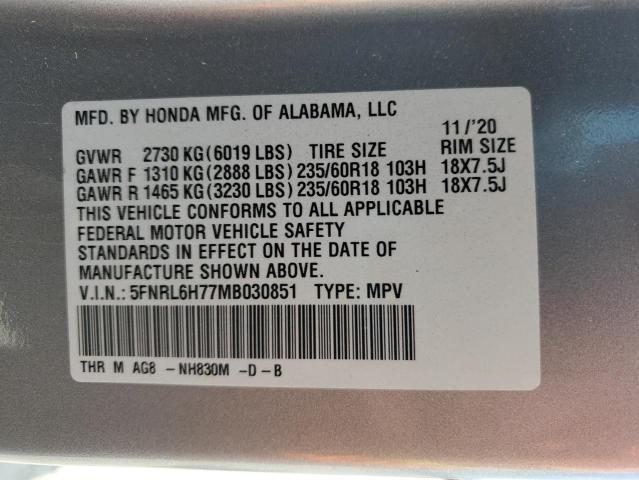 MFD. BY HONDA MFG. OF ALABAMA, LLC
11/'20
GVWR 2730 KG(6019 LBS) TIRE SIZE RIM SIZE
GAWR F 1310 KG(2888 LBS)235/60R18 103H 18X7.5J
GAWR R 1465 KG(3230 LBS)235/60R18 103H 18X7.5J
THIS VEHICLE CONFORMS TO ALL APPLICABLE
FEDERAL MOTOR VEHICLE SAFETY
STANDARDS IN EFFECT ON THE DATE OF
MANUFACTURE SHOWN ABOVE.
V.I.N.: 5FNRL6H77MB030851 TYPE: MPV
THR M AG8 -NH830M -D-B